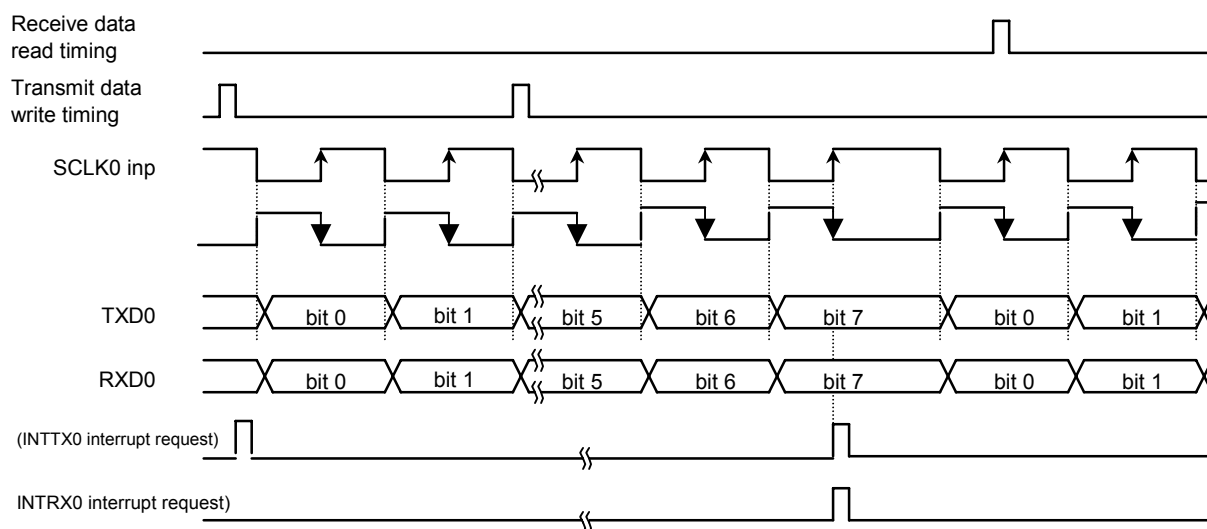 Receive data
read timing
Transmit data
write timing
SCLK0 inp
TXD0
bit 0 bit 1 bit 5 bit 6 bit 7 bit 0 bit 1
RXD0
bit 0 bit 1 bit 5 bit 6 bit 7 bit 0 bit 1
(INTTX0 interrupt request)
INTRX0 interrupt request)